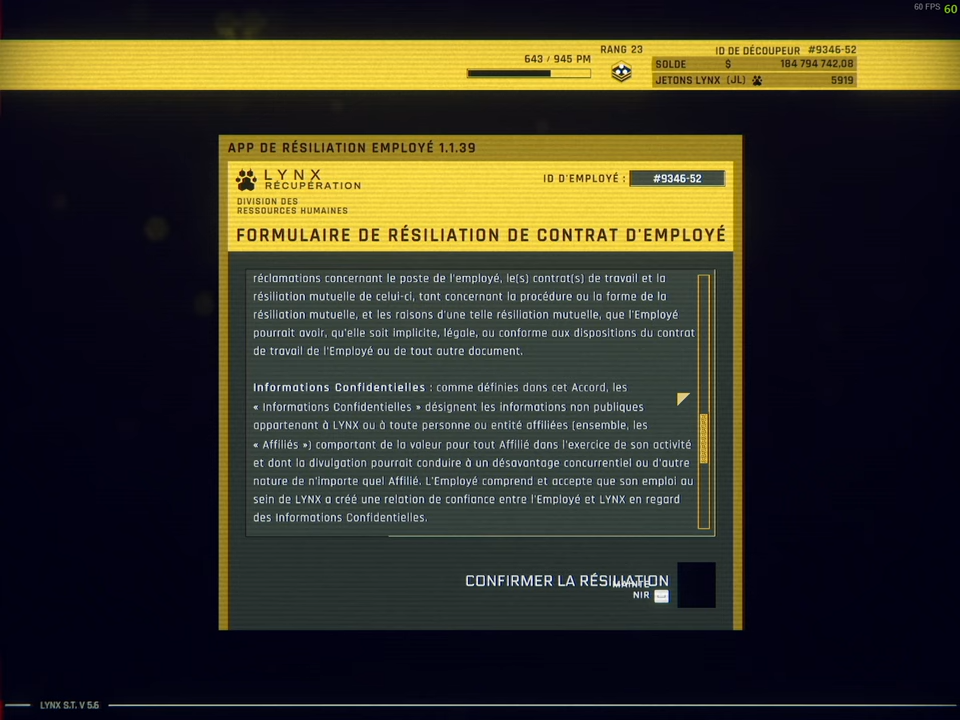 60 FPS 60
RANG 23
643 / 945 PM
ID DE DÉCOUPEUR #9346-52
SOLDE $ 184 794 742,08
JETONS LYNX (JL) 5919
APP DE RÉSILIATION EMPLOYÉ 1.1.39
LYNX
RÉCUPÉRATION
DIVISION DES
RESSOURCES HUMAINES
ID D'EMPLOYÉ : #9346-52
FORMULAIRE DE RÉSILIATION DE CONTRAT D'EMPLOYÉ
réclamations concernant le poste de l'employé, le(s) contrat(s) de travail et la
résiliation mutuelle de celui-ci, tant concernant la procédure ou la forme de la
résiliation mutuelle, et les raisons d'une telle résiliation mutuelle, que l'Employé
pourrait avoir, qu'elle soit implicite, légale, ou conforme aux dispositions du contrat
de travail de l'Employé ou de tout autre document.
Informations Confidentielles : comme définies dans cet Accord, les
« Informations Confidentielles » désignent les informations non publiques
appartenant à LYNX ou à toute personne ou entité affiliées (ensemble, les
« Affiliés ») comportant de la valeur pour tout Affilié dans l'exercice de son activité
et dont la divulgation pourrait conduire à un désavantage concurrentiel ou d'autre
nature de n'importe quel Affilié. L'Employé comprend et accepte que son emploi au
sein de LYNX a créé une relation de confiance entre l'Employé et LYNX en regard
des Informations Confidentielles.
CONFIRMER LA RÉSILIATION
MAINTE
NIR
LYNX S.T. V 5.6